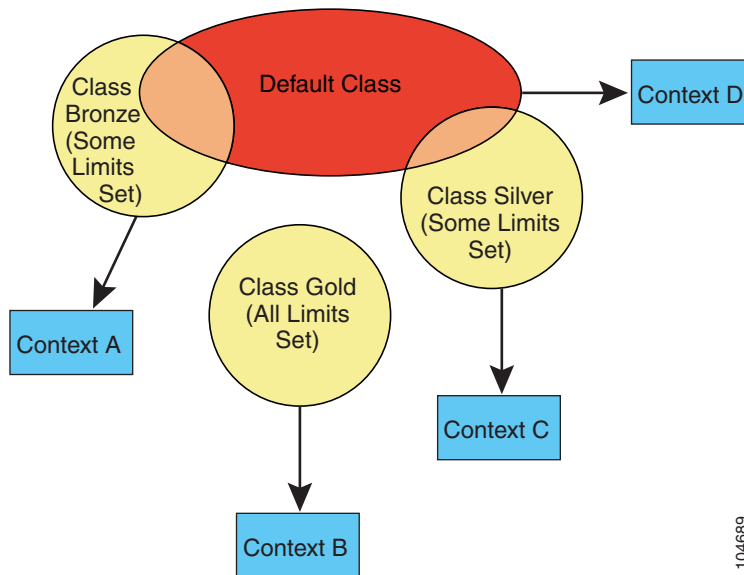 Default Class
Class
Bronze
(Some
Limits
Set)
Context D
Class Silver
(Some Limits
Set)
Class Gold
(All Limits
Set)
Context A
Context C
Context B
104689